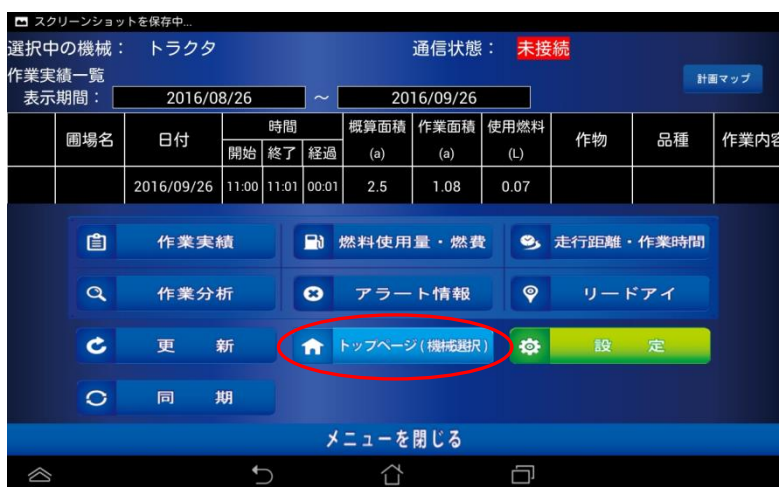 スクリーンショットを保存中...
選択中の機械： トラクタ 通信状態： 未接続
作業実績一覧 計画マップ
表示期間： 2016/08/26 ～ 2016/09/26
圃場名 日付 時間 概算面積 作業面積 使用燃料 作物 品種 作業内容
開始 終了 経過 (a) (a) (L)
2016/09/26 11:00 11:01 00:01 2.5 1.08 0.07
作業実績 燃料使用量・燃費 走行距離・作業時間
作業分析 アラート情報 リードアイ
更 新 トップページ(機械選択) 設 定
同 期
メニューを閉じる